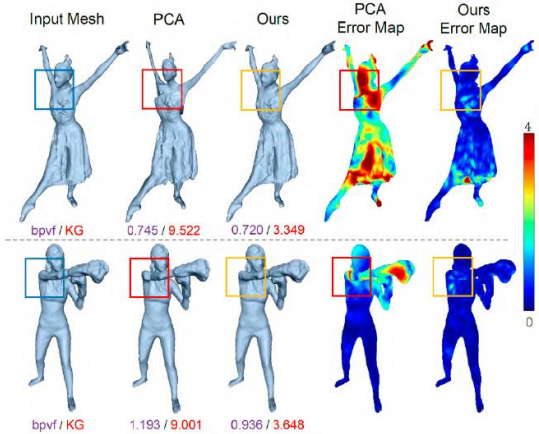 Input Mesh PCA Ours PCA Error Map Ours Error Map
4
0
bpvf / KG 0.745 / 9.522 0.720 / 3.349
bpvf / KG 1.193 / 9.001 0.936 / 3.648